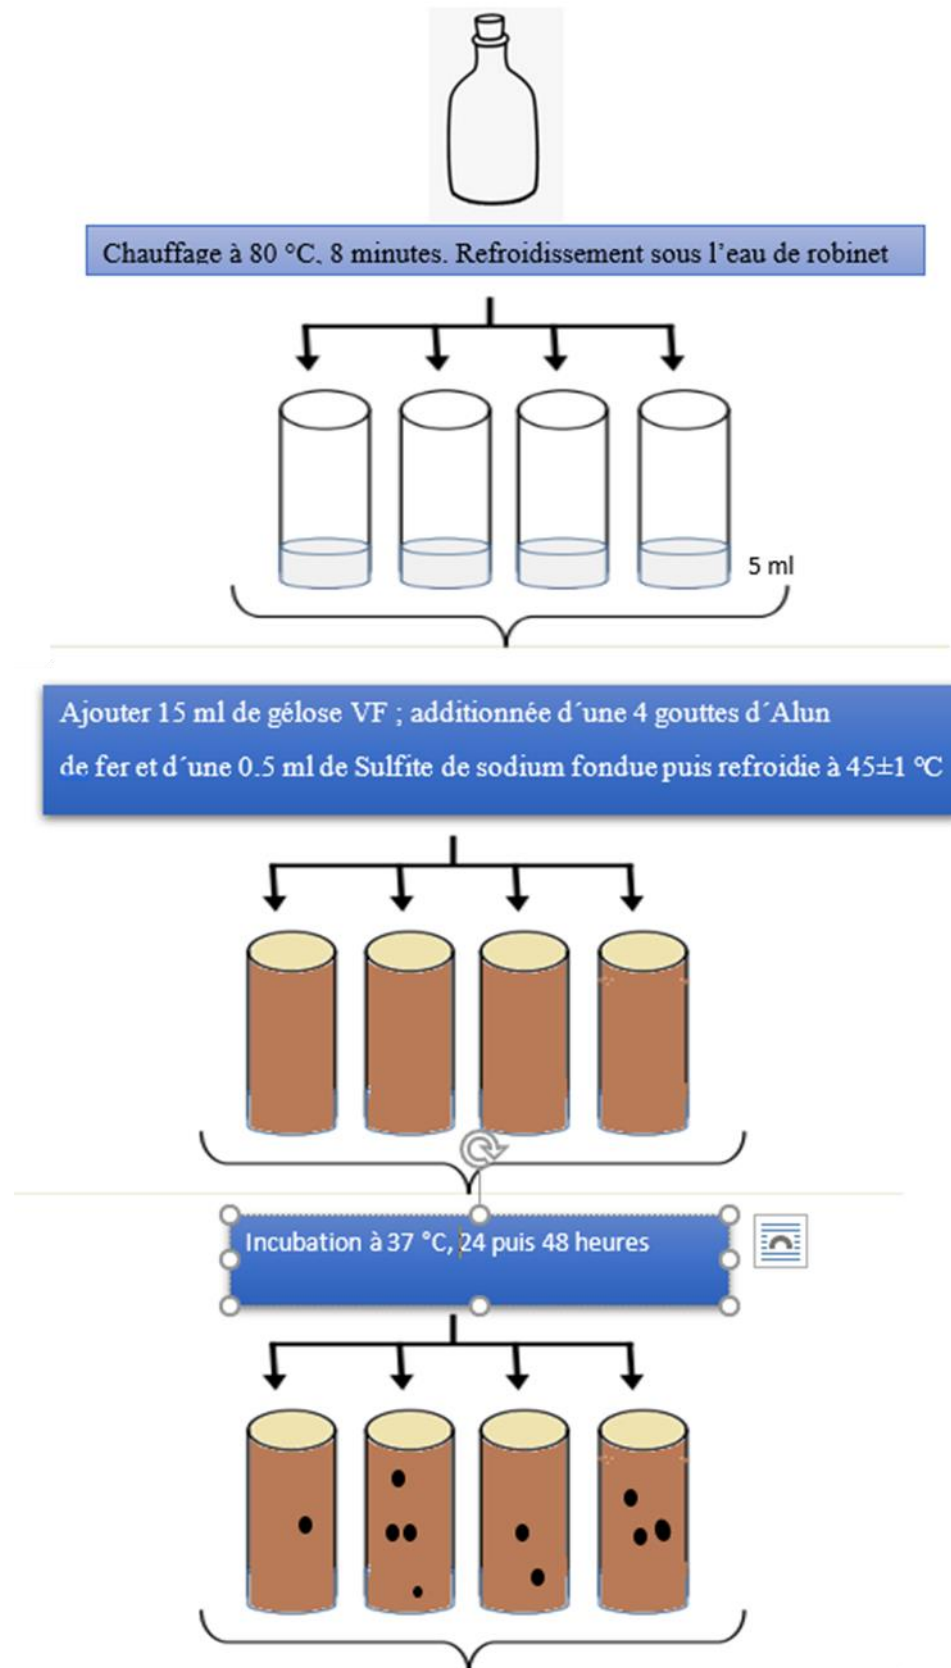 Chauffage à 80 °C, 8 minutes. Refroidissement sous l’eau de robinet
5 ml
Ajouter 15 ml de gélose VF ; additionnée d´une 4 gouttes d´Alun
de fer et d´une 0.5 ml de Sulfite de sodium fondue puis refroidie à 45±1 °C
Incubation à 37 °C, 24 puis 48 heures